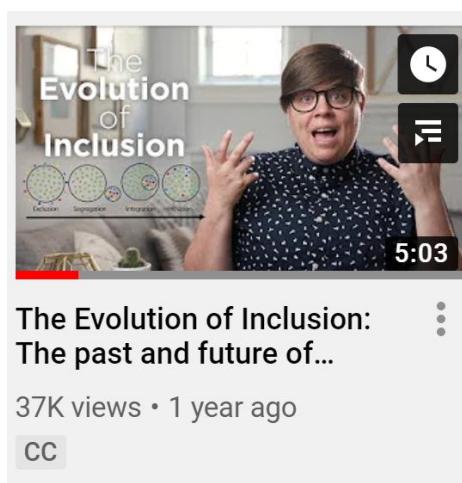 The
Evolution
of
Inclusion
Exclusion Segregation Integration Inclusion
5:03
The Evolution of Inclusion:
The past and future of…
37K views • 1 year ago
CC